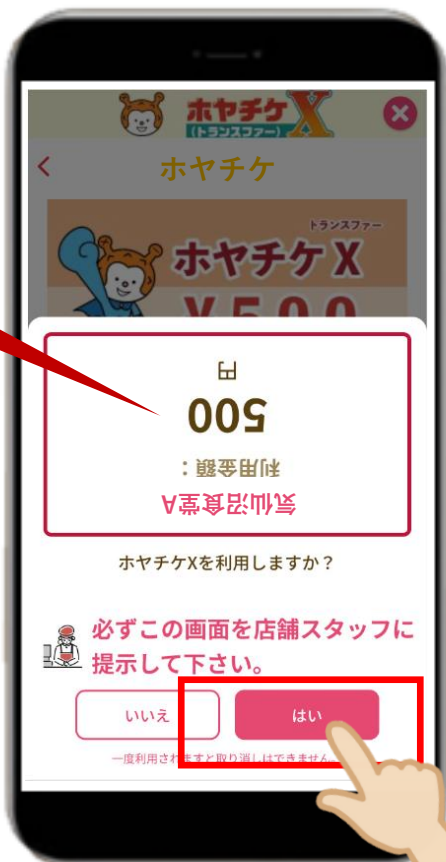 ホヤチケX
(トランスファー)
ホヤチケ
トランスファー
ホヤチケX
¥500
気仙沼食堂A
利用金額：
500
円
ホヤチケXを利用しますか？
必ずこの画面を店舗スタッフに
提示して下さい。
いいえ
はい
一度利用されますと取り消しはできません。